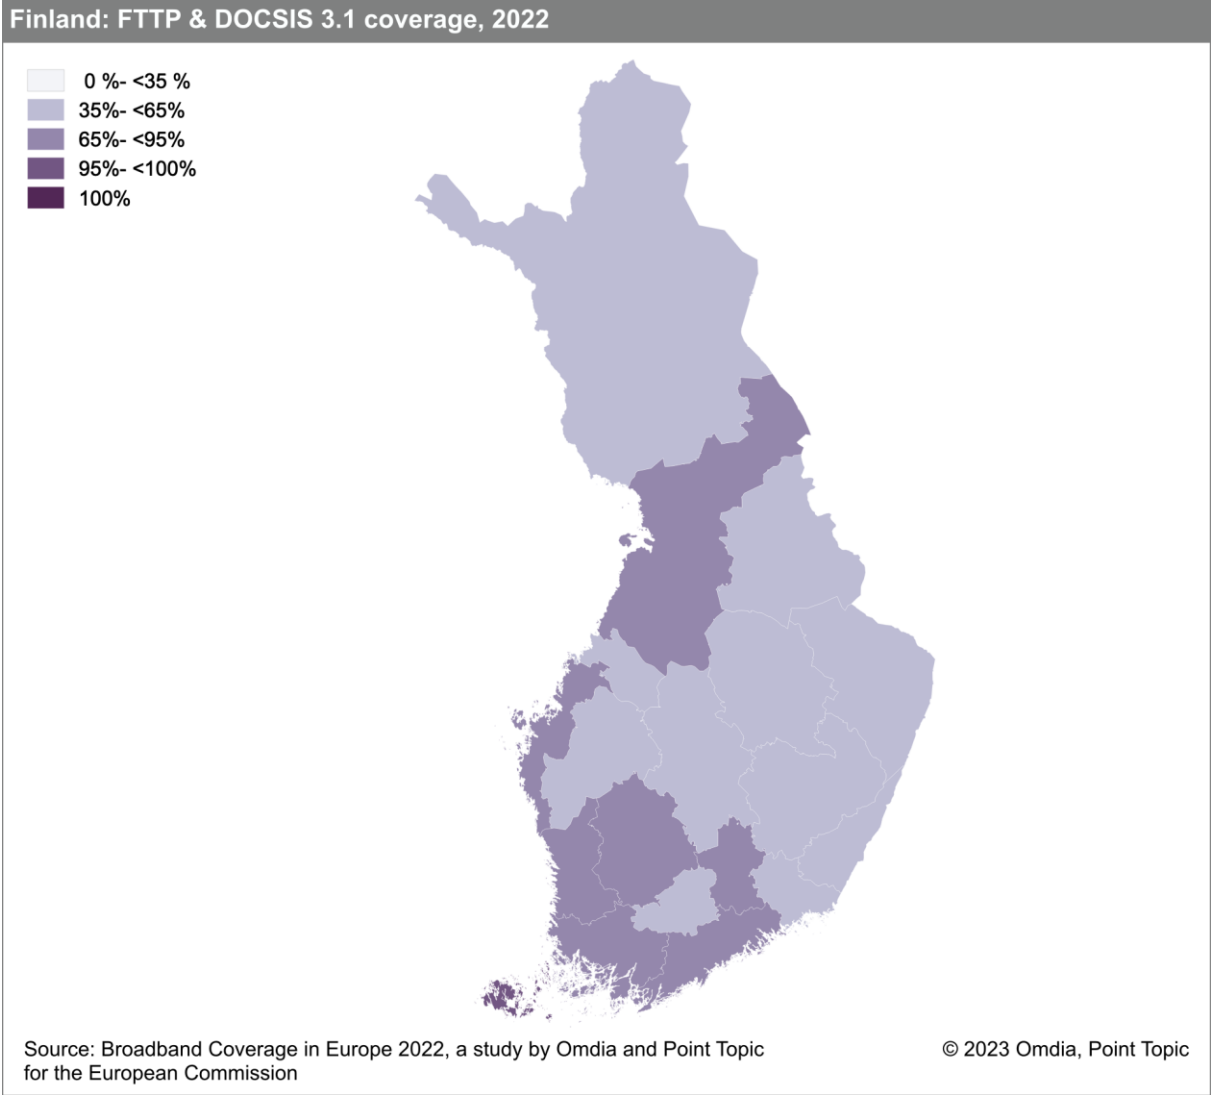 Finland: FTTP & DOCSIS 3.1 coverage, 2022
0 %- <35 %
35%- <65%
65%- <95%
95%- <100%
100%
Source: Broadband Coverage in Europe 2022, a study by Omdia and Point Topic
for the European Commission
© 2023 Omdia, Point Topic